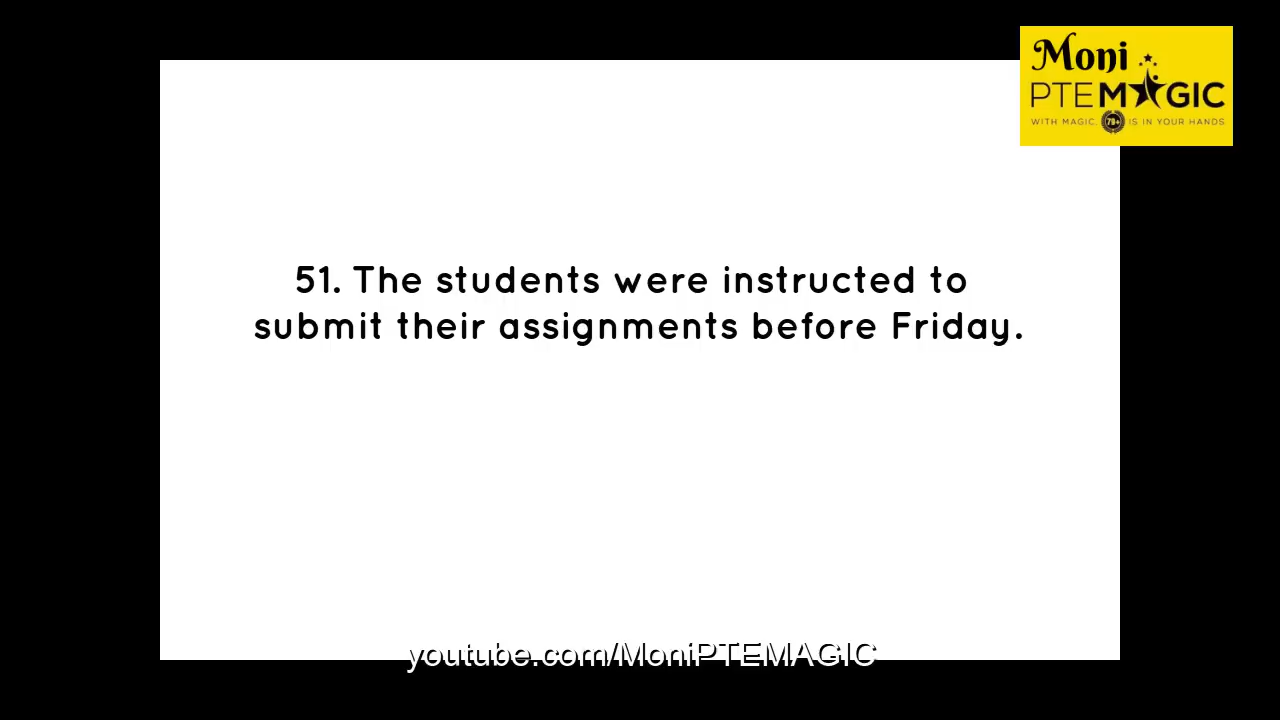 Moni
PTEMAGIC
WITH MAGIC, 79+ IS IN YOUR HANDS
51. The students were instructed to
submit their assignments before Friday.
youtube.com/MoniPTEMAGIC